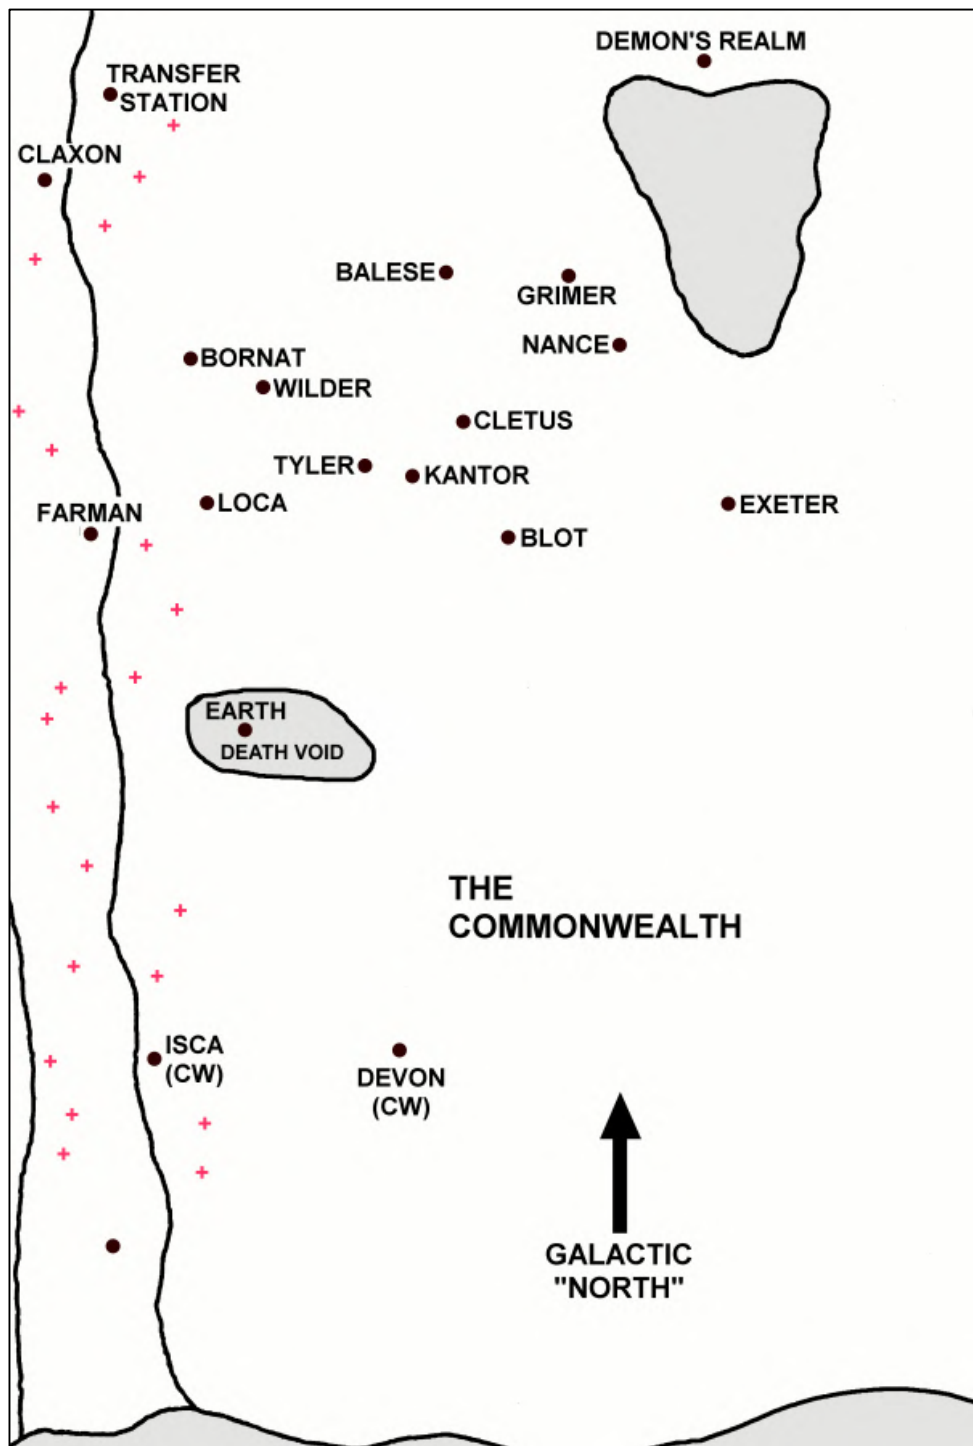 DEMON'S REALM
TRANSFER
STATION
CLAXON
BALESE
GRIMER
NANCE
BORNAT
WILDER
CLETUS
TYLER
KANTOR
LOCA
EXETER
FARMAN
BLOT
EARTH
DEATH VOID
THE
COMMONWEALTH
ISCA
(CW)
DEVON
(CW)
GALACTIC
"NORTH"